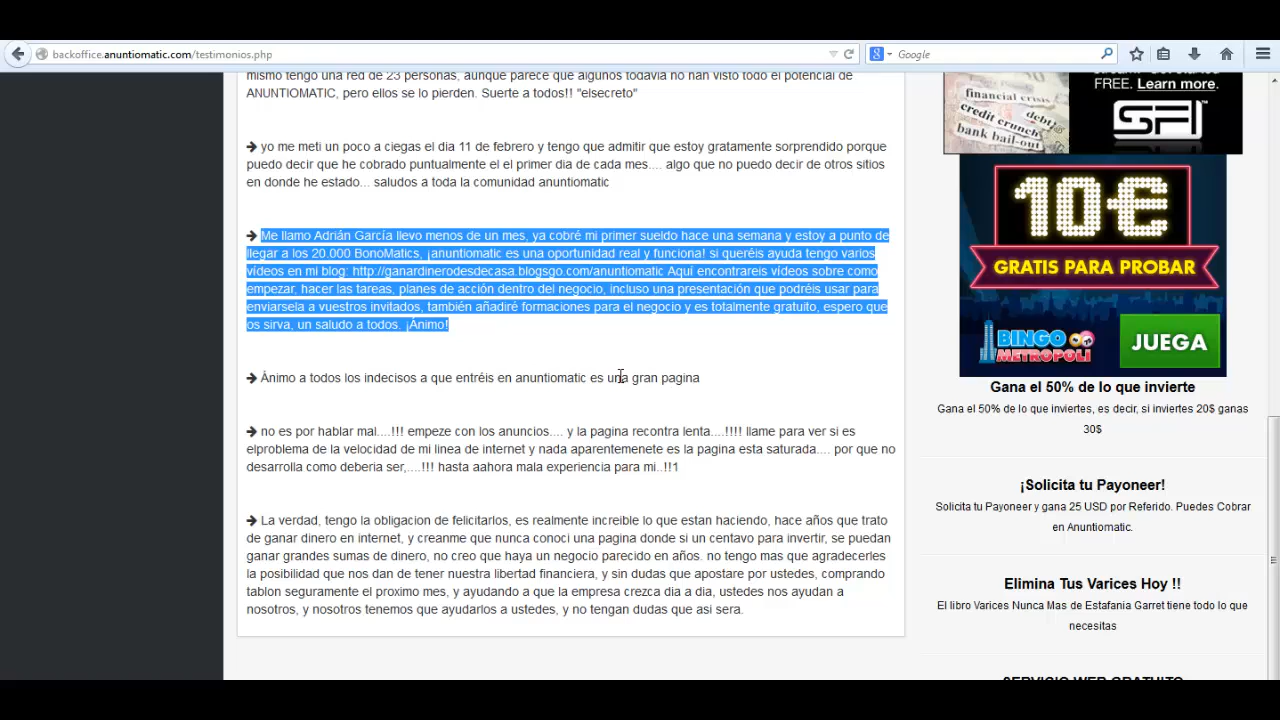 backoffice.anuntiomatic.com/testimonios.php
Google
mismo tengo una red de 23 personas, aunque parece que algunos todavia no han visto todo el potencial de
ANUNTIOMATIC, pero ellos se lo pierden. Suerte a todos!! "elsecreto"
yo me meti un poco a ciegas el dia 11 de febrero y tengo que admitir que estoy gratamente sorprendido porque
puedo decir que he cobrado puntualmente el el primer dia de cada mes.... algo que no puedo decir de otros sitios
en donde he estado... saludos a toda la comunidad anuntiomatic
Me llamo Adrián García llevo menos de un mes, ya cobré mi primer sueldo hace una semana y estoy a punto de
llegar a los 20.000 BonoMatics, ¡anuntiomatic es una oportunidad real y funciona! si queréis ayuda tengo varios
vídeos en mi blog: http://ganardinerodesdecasa.blogsgo.com/anuntiomatic Aquí encontrareis vídeos sobre como
empezar, hacer las tareas, planes de acción dentro del negocio, incluso una presentación que podréis usar para
enviarsela a vuestros invitados, también añadiré formaciones para el negocio y es totalmente gratuito, espero que
os sirva, un saludo a todos. ¡Ánimo!
Ánimo a todos los indecisos a que entréis en anuntiomatic es una gran pagina
no es por hablar mal....!!! empeze con los anuncios.... y la pagina recontra lenta....!!!! llame para ver si es
elproblema de la velocidad de mi linea de internet y nada aparentemenete es la pagina esta saturada.... por que no
desarrolla como deberia ser,....!!! hasta aahora mala experiencia para mi..!!1
La verdad, tengo la obligacion de felicitarlos, es realmente increible lo que estan haciendo, hace años que trato
de ganar dinero en internet, y creanme que nunca conoci una pagina donde si un centavo para invertir, se puedan
ganar grandes sumas de dinero, no creo que haya un negocio parecido en años. no tengo mas que agradecerles
la posibilidad que nos dan de tener nuestra libertad financiera, y sin dudas que apostare por ustedes, comprando
tablon seguramente el proximo mes, y ayudando a que la empresa crezca dia a dia, ustedes nos ayudan a
nosotros, y nosotros tenemos que ayudarlos a ustedes, y no tengan dudas que asi sera.
FREE. Learn more.
financial crisis
credit crunch
debt
bank bail-out
SFI
10€
GRATIS PARA PROBAR
BINGO
METROPOLI
JUEGA
Gana el 50% de lo que invierte
Gana el 50% de lo que inviertes, es decir, si inviertes 20$ ganas
30$
¡Solicita tu Payoneer!
Solicita tu Payoneer y gana 25 USD por Referido. Puedes Cobrar
en Anuntiomatic.
Elimina Tus Varices Hoy !!
El libro Varices Nunca Mas de Estafania Garret tiene todo lo que
necesitas
SERVICIO WEB GRATUITO